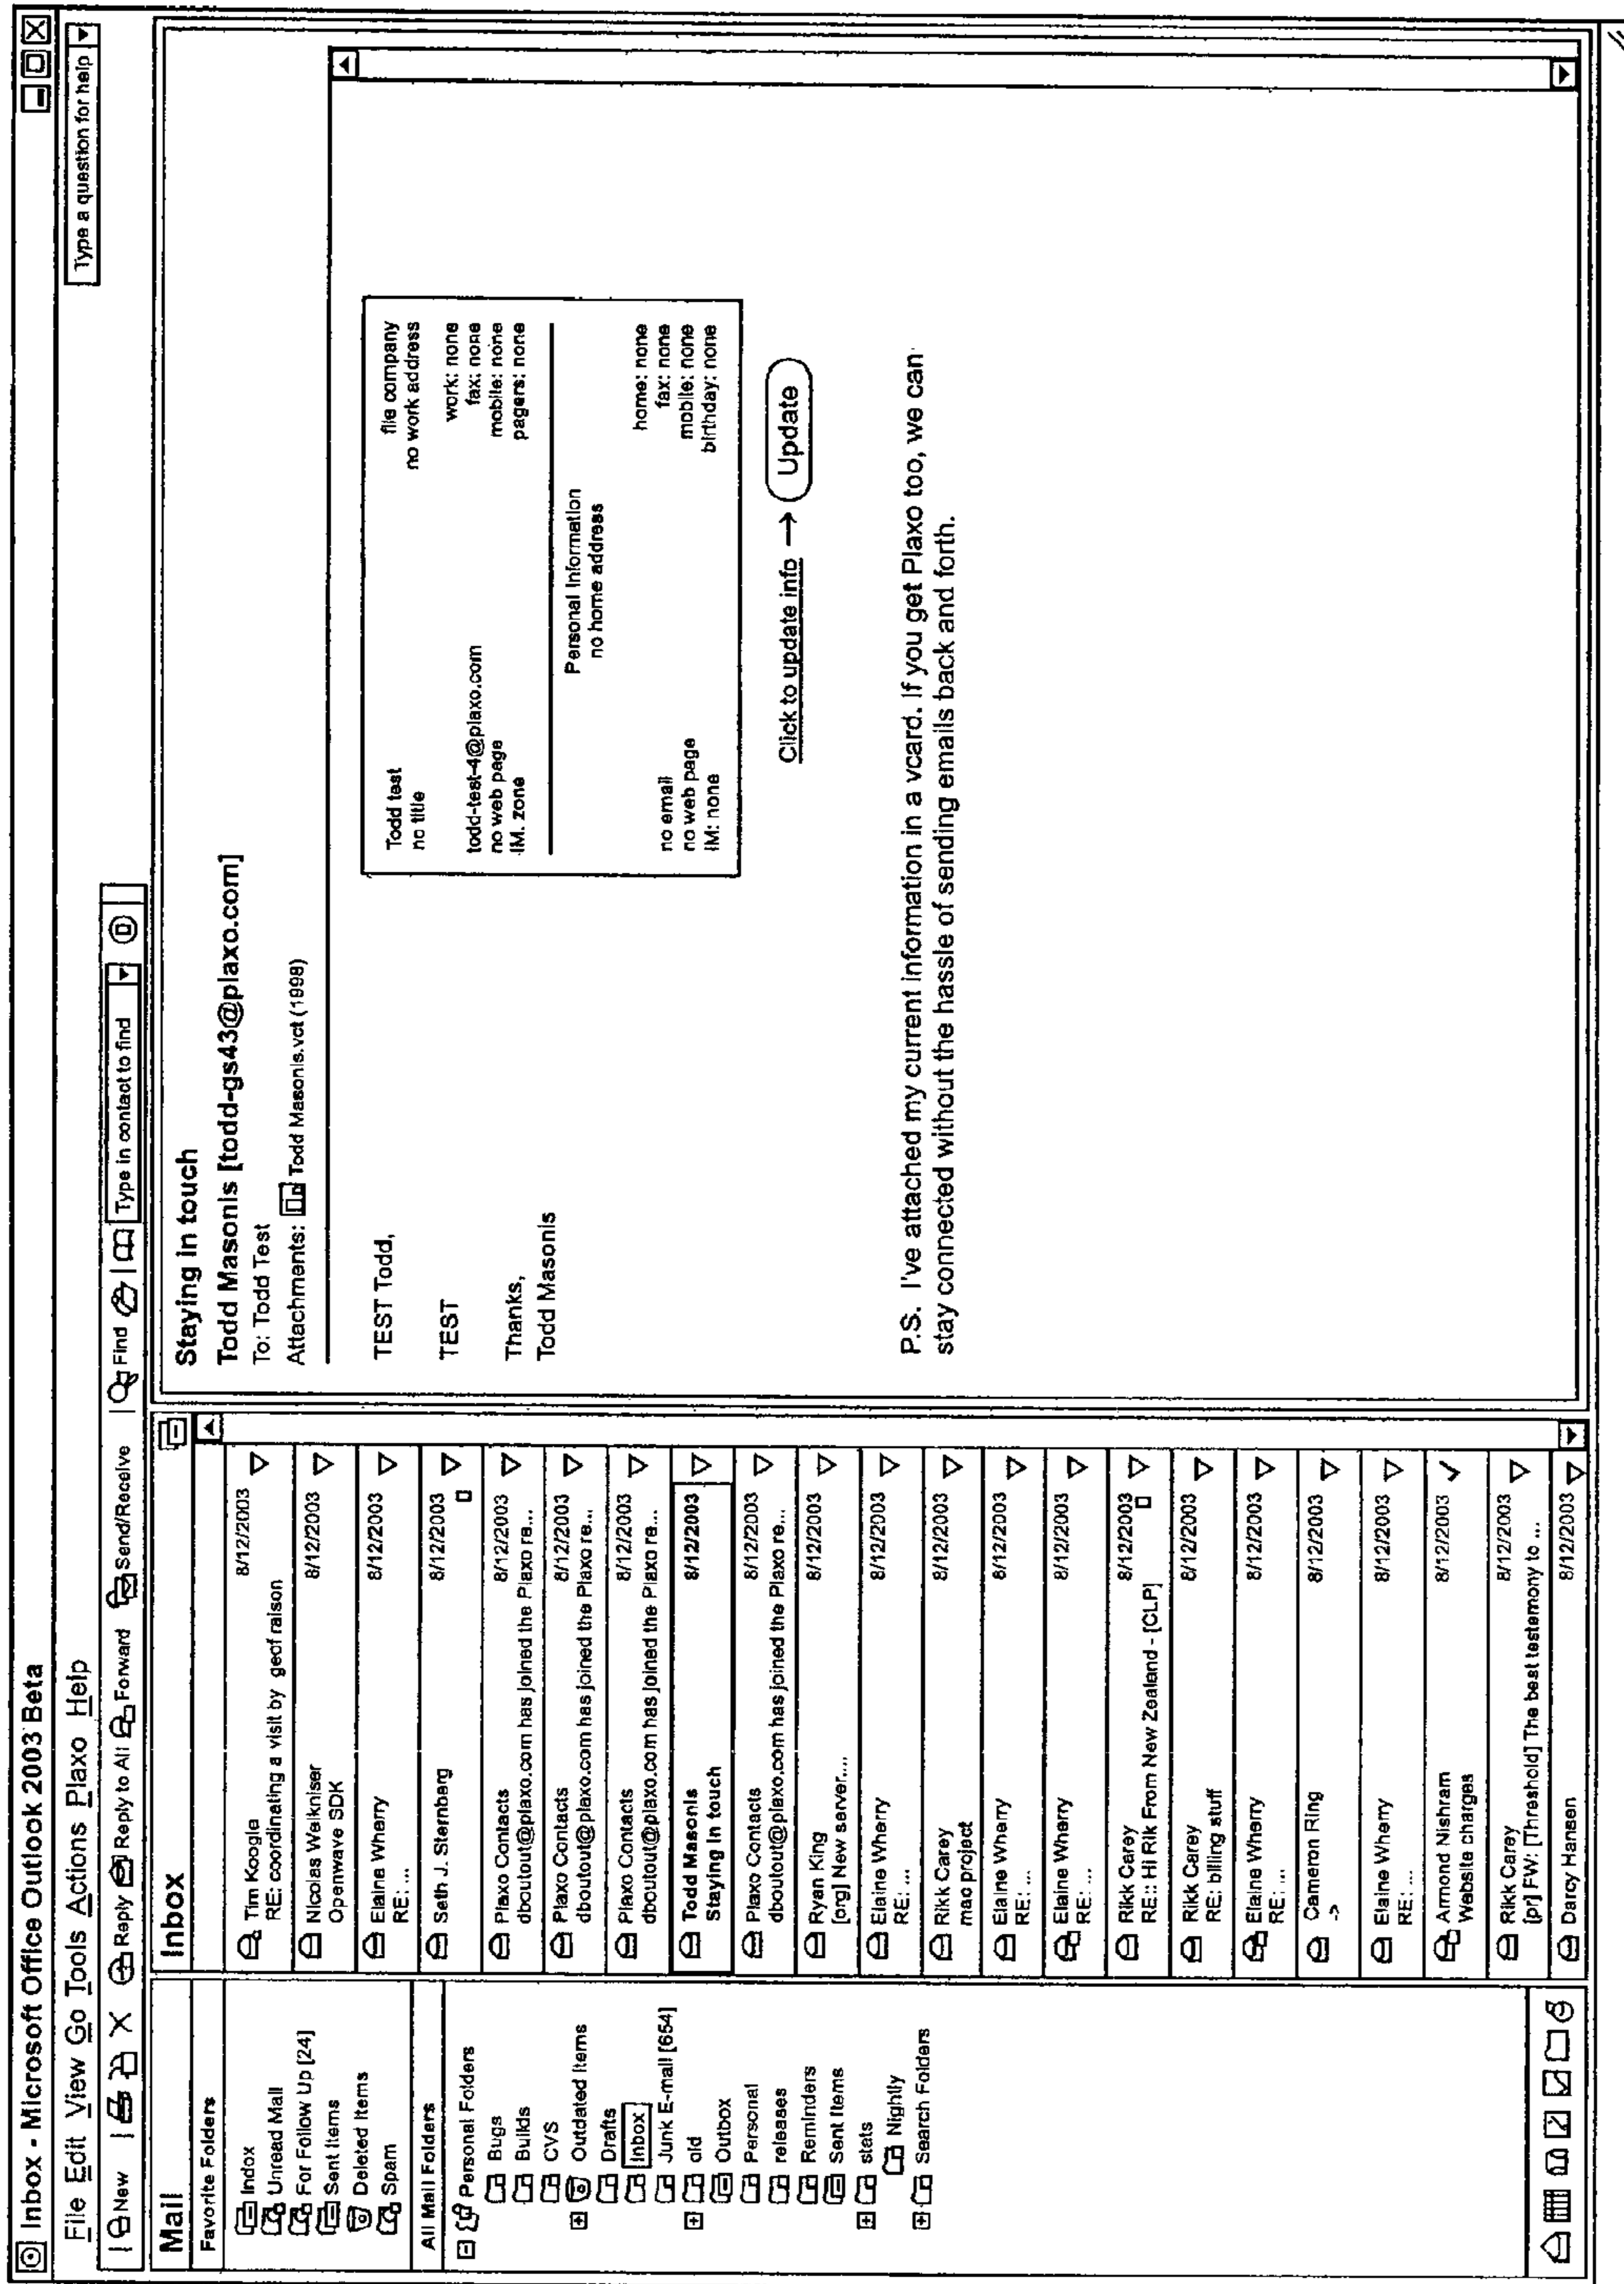 Inbox - Microsoft Office Outlook 2003 Beta
File Edit View Go Tools Actions Plaxo Help
Type a question for help
New
Reply
Reply to All
Forward
Send/Receive
Find
Type in contact to find
Mail
Favorite Folders
Indox
Unread Mail
For Follow Up [24]
Sent Items
Deleted Items
Spam
All Mail Folders
Personal Folders
Bugs
Builds
CVS
Outdated Items
Drafts
Inbox
Junk E-mail [654]
old
Outbox
Personal
releases
Reminders
Sent Items
stats
Nightly
Search Folders
Inbox
Tim Koogle 8/12/2003
RE: coordinating a visit by geof raison
Nicolas Welkniser 8/12/2003
Openwave SDK
Elaine Wherry 8/12/2003
RE: ...
Seth J. Sternberg 8/12/2003
Plaxo Contacts 8/12/2003
dboutout@plaxo.com has joined the Plaxo re...
Plaxo Contacts 8/12/2003
dboutout@plaxo.com has joined the Plaxo re...
Plaxo Contacts 8/12/2003
dboutout@plaxo.com has joined the Plaxo re...
Todd Masonis 8/12/2003
Staying In touch
Plaxo Contacts 8/12/2003
dboutout@plaxo.com has joined the Plaxo re...
Ryan King 8/12/2003
[org] New server....
Elaine Wherry 8/12/2003
RE: ...
Rikk Carey 8/12/2003
mac project
Elaine Wherry 8/12/2003
RE: ...
Elaine Wherry 8/12/2003
RE: ...
Rikk Carey 8/12/2003
RE:: Hi Rik From New Zealand - [CLP]
Rikk Carey 8/12/2003
RE: billing stuff
Elaine Wherry 8/12/2003
RE: ...
Cameron Ring 8/12/2003
->
Elaine Wherry 8/12/2003
RE: ...
Armond Nishram 8/12/2003
Website charges
Rikk Carey 8/12/2003
[pr] FW: [Threshold] The best testemony to ...
Darcy Hansen 8/12/2003
Staying in touch
Todd Masonis [todd-gs43@plaxo.com]
To: Todd Test
Attachments: Todd Masonis.vct (1998)
TEST Todd,
TEST
Thanks,
Todd Masonis
Todd test file company
no title no work address
todd-test-4@plaxo.com work: none
no web page fax: none
IM. zone mobile: none
pagers: none
Personal Information
no home address
no email home: none
no web page fax: none
IM: none mobile: none
birthday: none
Click to update info → Update
P.S. I've attached my current information in a vcard. If you get Plaxo too, we can
stay connected without the hassle of sending emails back and forth.